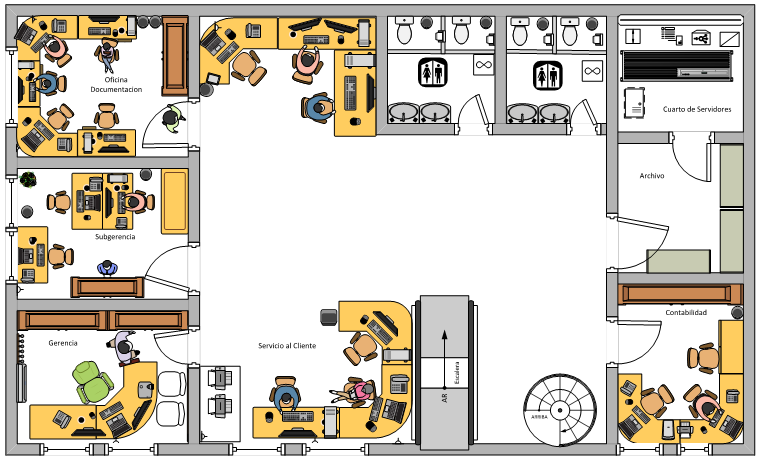 Oficina
Documentacion
Cuarto de Servidores
Archivo
Subgerencia
Gerencia
Servicio al Cliente
Contabilidad
Escalera
AR
ARRIBA